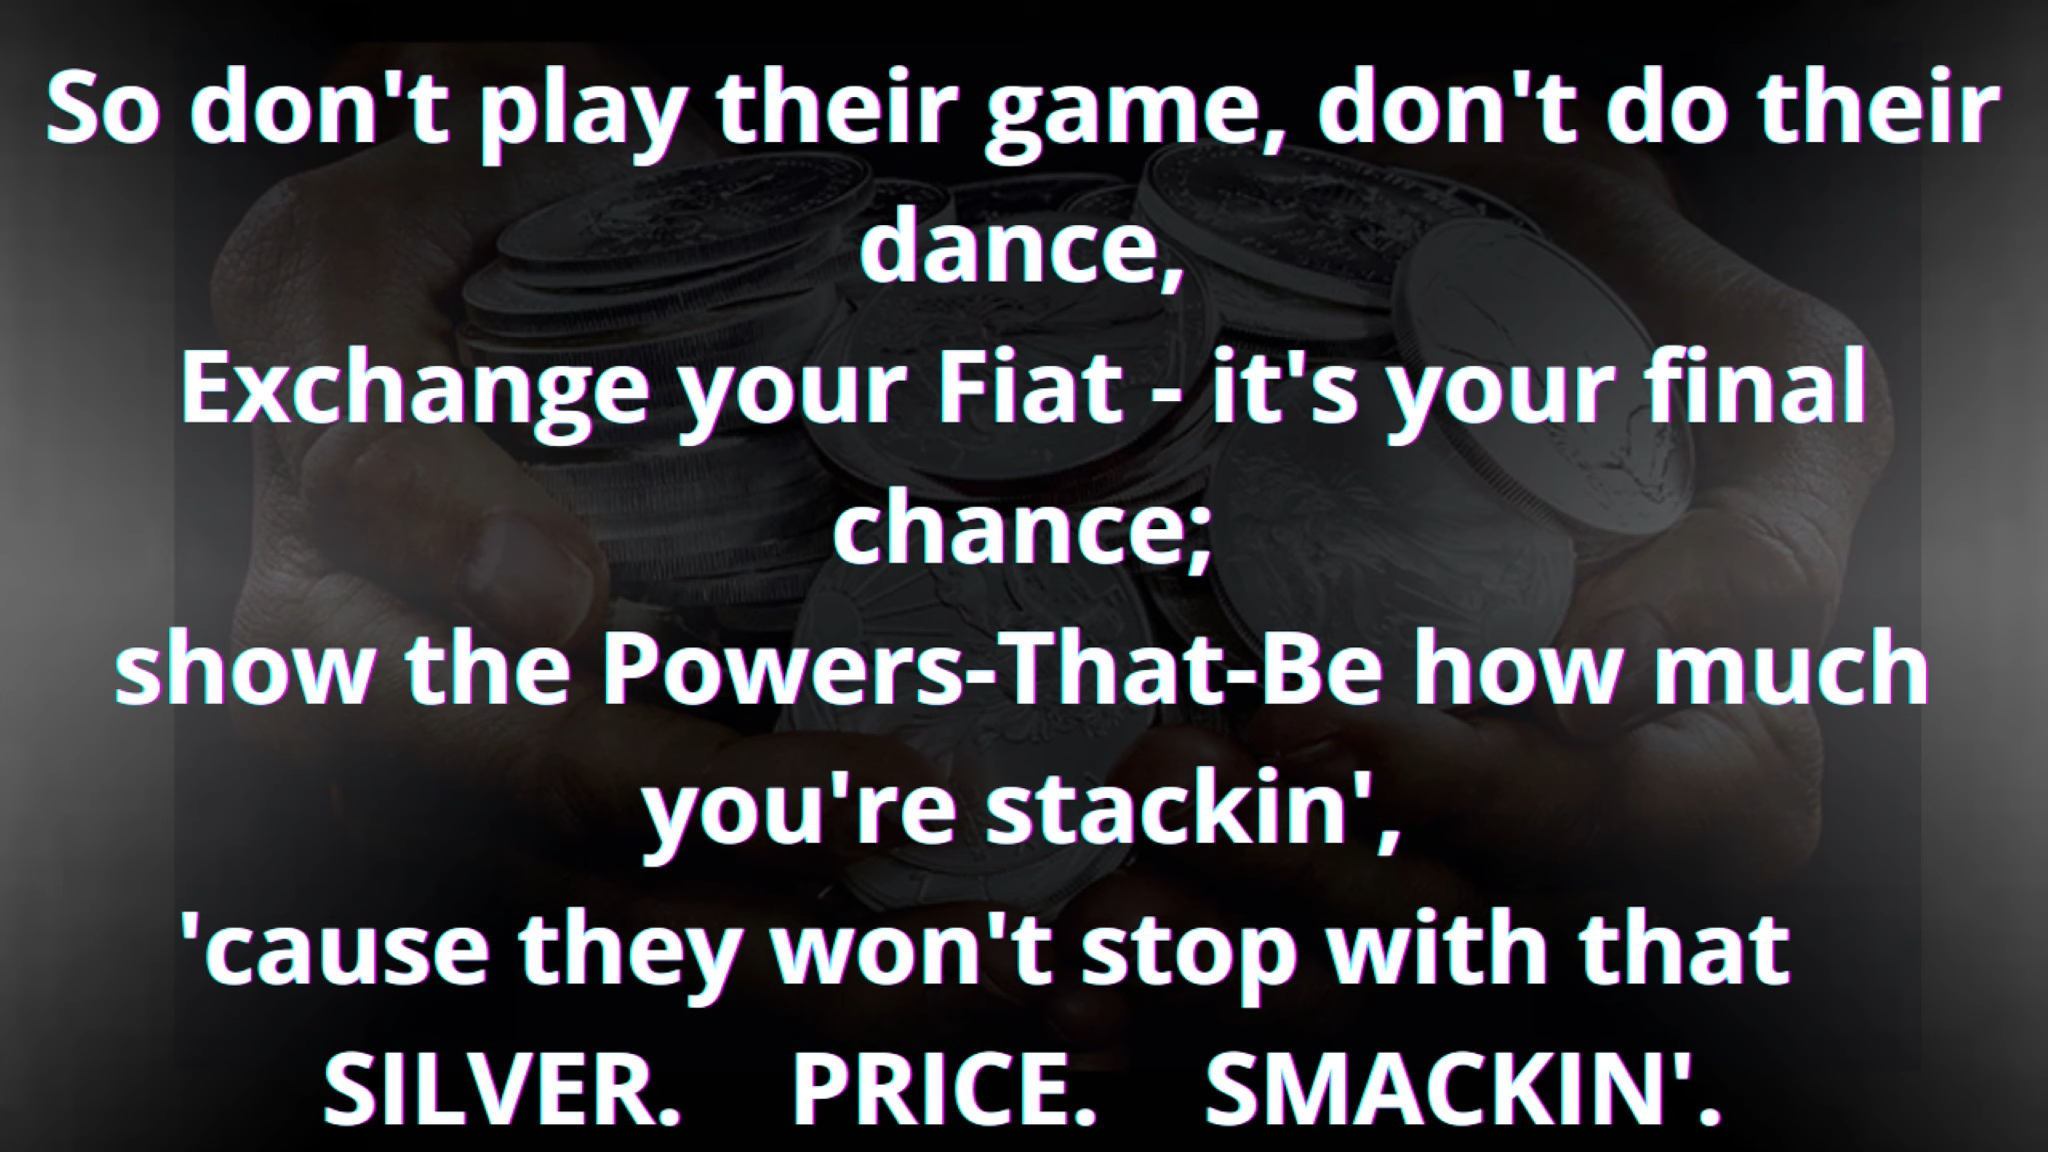 So don't play their game, don't do their
dance,
Exchange your Fiat - it's your final
chance;
show the Powers-That-Be how much
you're stackin',
'cause they won't stop with that
SILVER. PRICE. SMACKIN'.